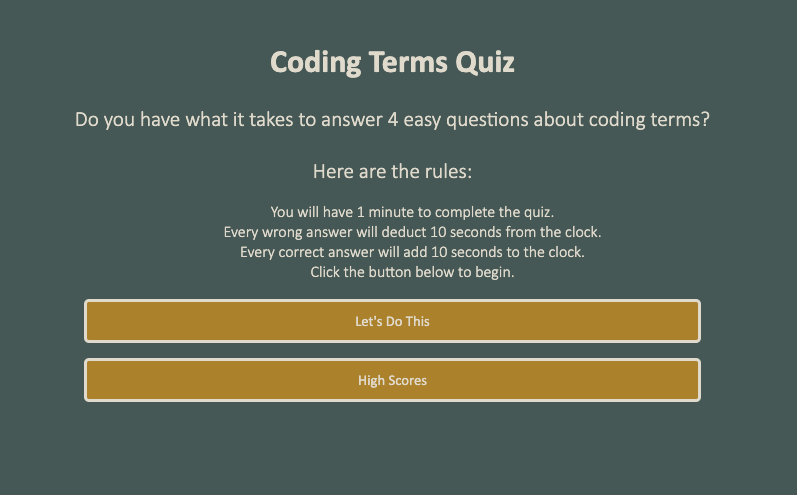 Coding Terms Quiz
Do you have what it takes to answer 4 easy questions about coding terms?
Here are the rules:
You will have 1 minute to complete the quiz.
Every wrong answer will deduct 10 seconds from the clock.
Every correct answer will add 10 seconds to the clock.
Click the button below to begin.
Let's Do This
High Scores